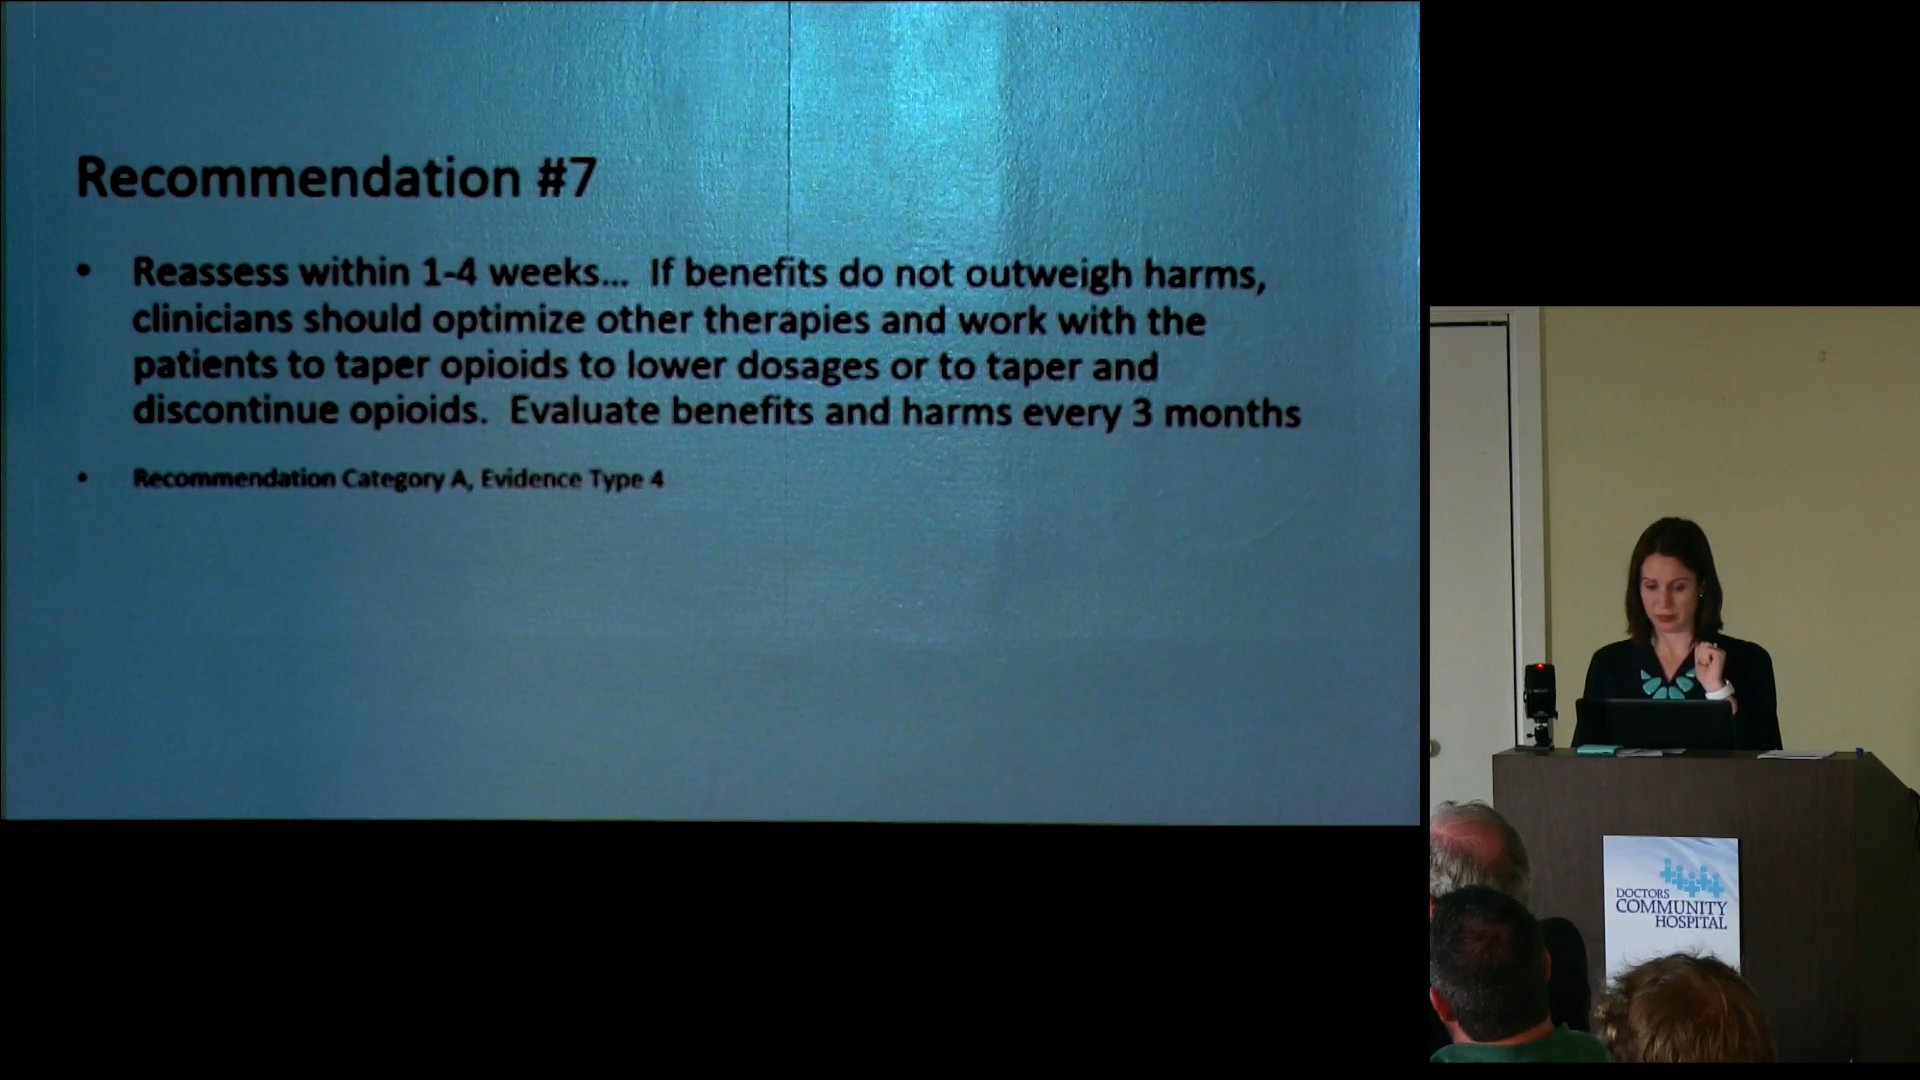 Recommendation #7
• Reassess within 1-4 weeks... If benefits do not outweigh harms,
clinicians should optimize other therapies and work with the
patients to taper opioids to lower dosages or to taper and
discontinue opioids. Evaluate benefits and harms every 3 months
• Recommendation Category A, Evidence Type 4
DOCTORS
COMMUNITY
HOSPITAL